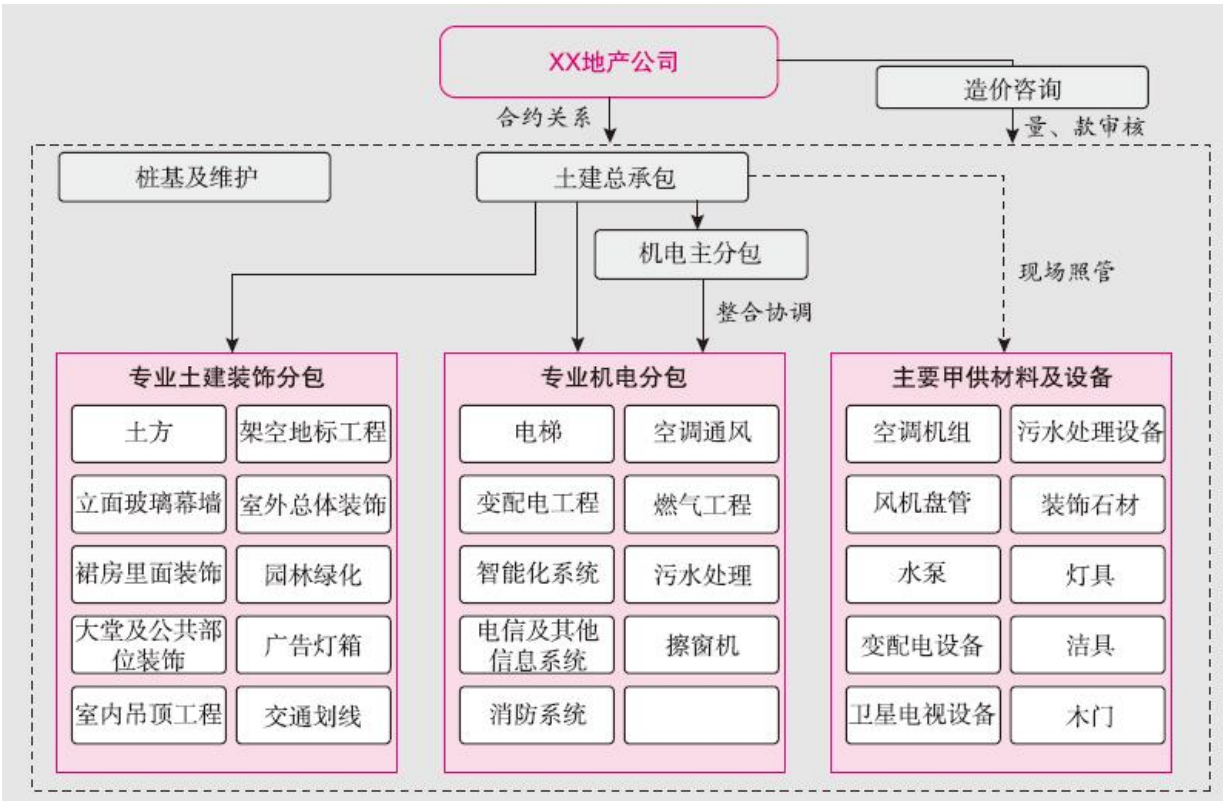 XX地产公司
造价咨询
合约关系
量、款审核
桩基及维护
土建总承包
机电主分包
现场照管
整合协调
专业土建装饰分包
土方
架空地标工程
立面玻璃幕墙
室外总体装饰
裙房里面装饰
园林绿化
大堂及公共部
位装饰
广告灯箱
室内吊顶工程
交通划线
专业机电分包
电梯
空调通风
变配电工程
燃气工程
智能化系统
污水处理
电信及其他
信息系统
擦窗机
消防系统
主要甲供材料及设备
空调机组
污水处理设备
风机盘管
装饰石材
水泵
灯具
变配电设备
洁具
卫星电视设备
木门